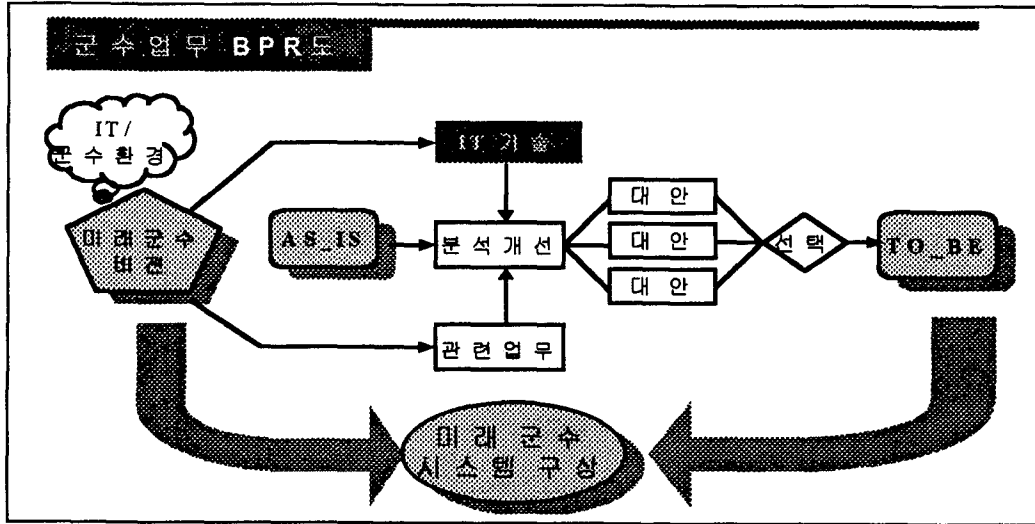 군수업무 BPR도
IT/
군수환경
미래군수
비전
IT 기술
AS_IS
분석개선
관련업무
대안
대안
대안
선택
TO_BE
미래군수
시스템구상